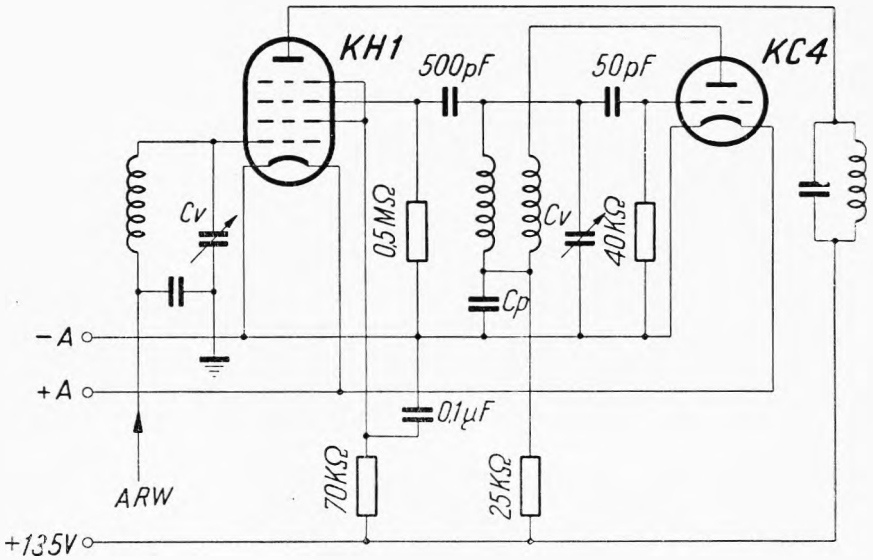 KH1
KC4
500pF
50pF
Cv
0,5MΩ
Cv
40KΩ
Cp
-A
+A
0,1µF
70KΩ
25KΩ
ARW
+135V